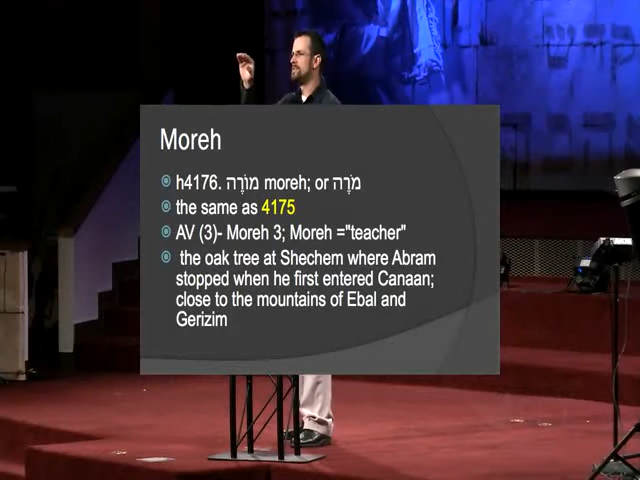 Moreh
h4176. מוֹרֶה moreh; or מֹרֶה
the same as 4175
AV (3)- Moreh 3; Moreh ="teacher"
the oak tree at Shechem where Abram
stopped when he first entered Canaan;
close to the mountains of Ebal and
Gerizim